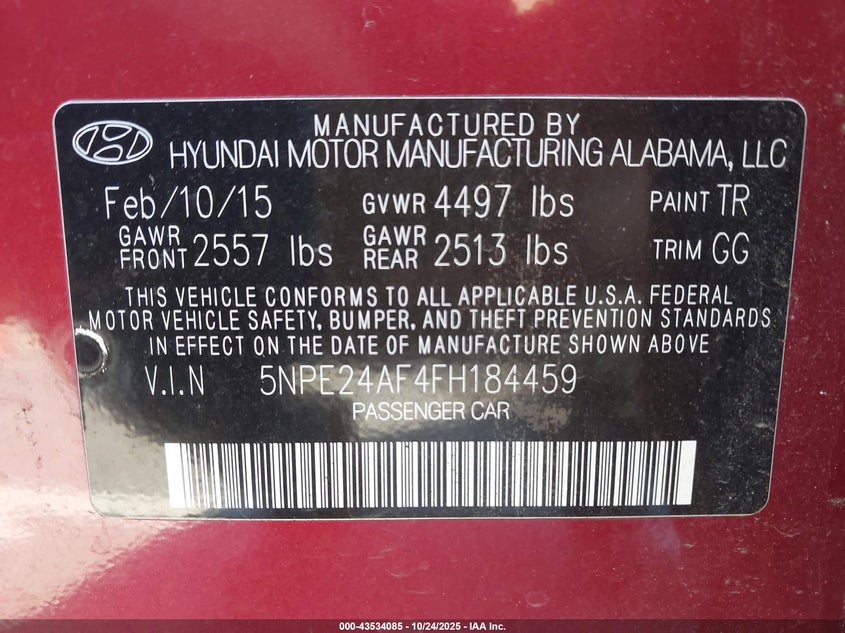 MANUFACTURED BY
HYUNDAI MOTOR MANUFACTURING ALABAMA, LLC
Feb/10/15 GVWR 4497 lbs PAINT TR
GAWR FRONT 2557 lbs GAWR REAR 2513 lbs TRIM GG
THIS VEHICLE CONFORMS TO ALL APPLICABLE U.S.A. FEDERAL
MOTOR VEHICLE SAFETY, BUMPER, AND THEFT PREVENTION STANDARDS
IN EFFECT ON THE DATE OF MANUFACTURE SHOWN ABOVE
V.I.N 5NPE24AF4FH184459
PASSENGER CAR
000-43534085 - 10/24/2025 - IAA Inc.